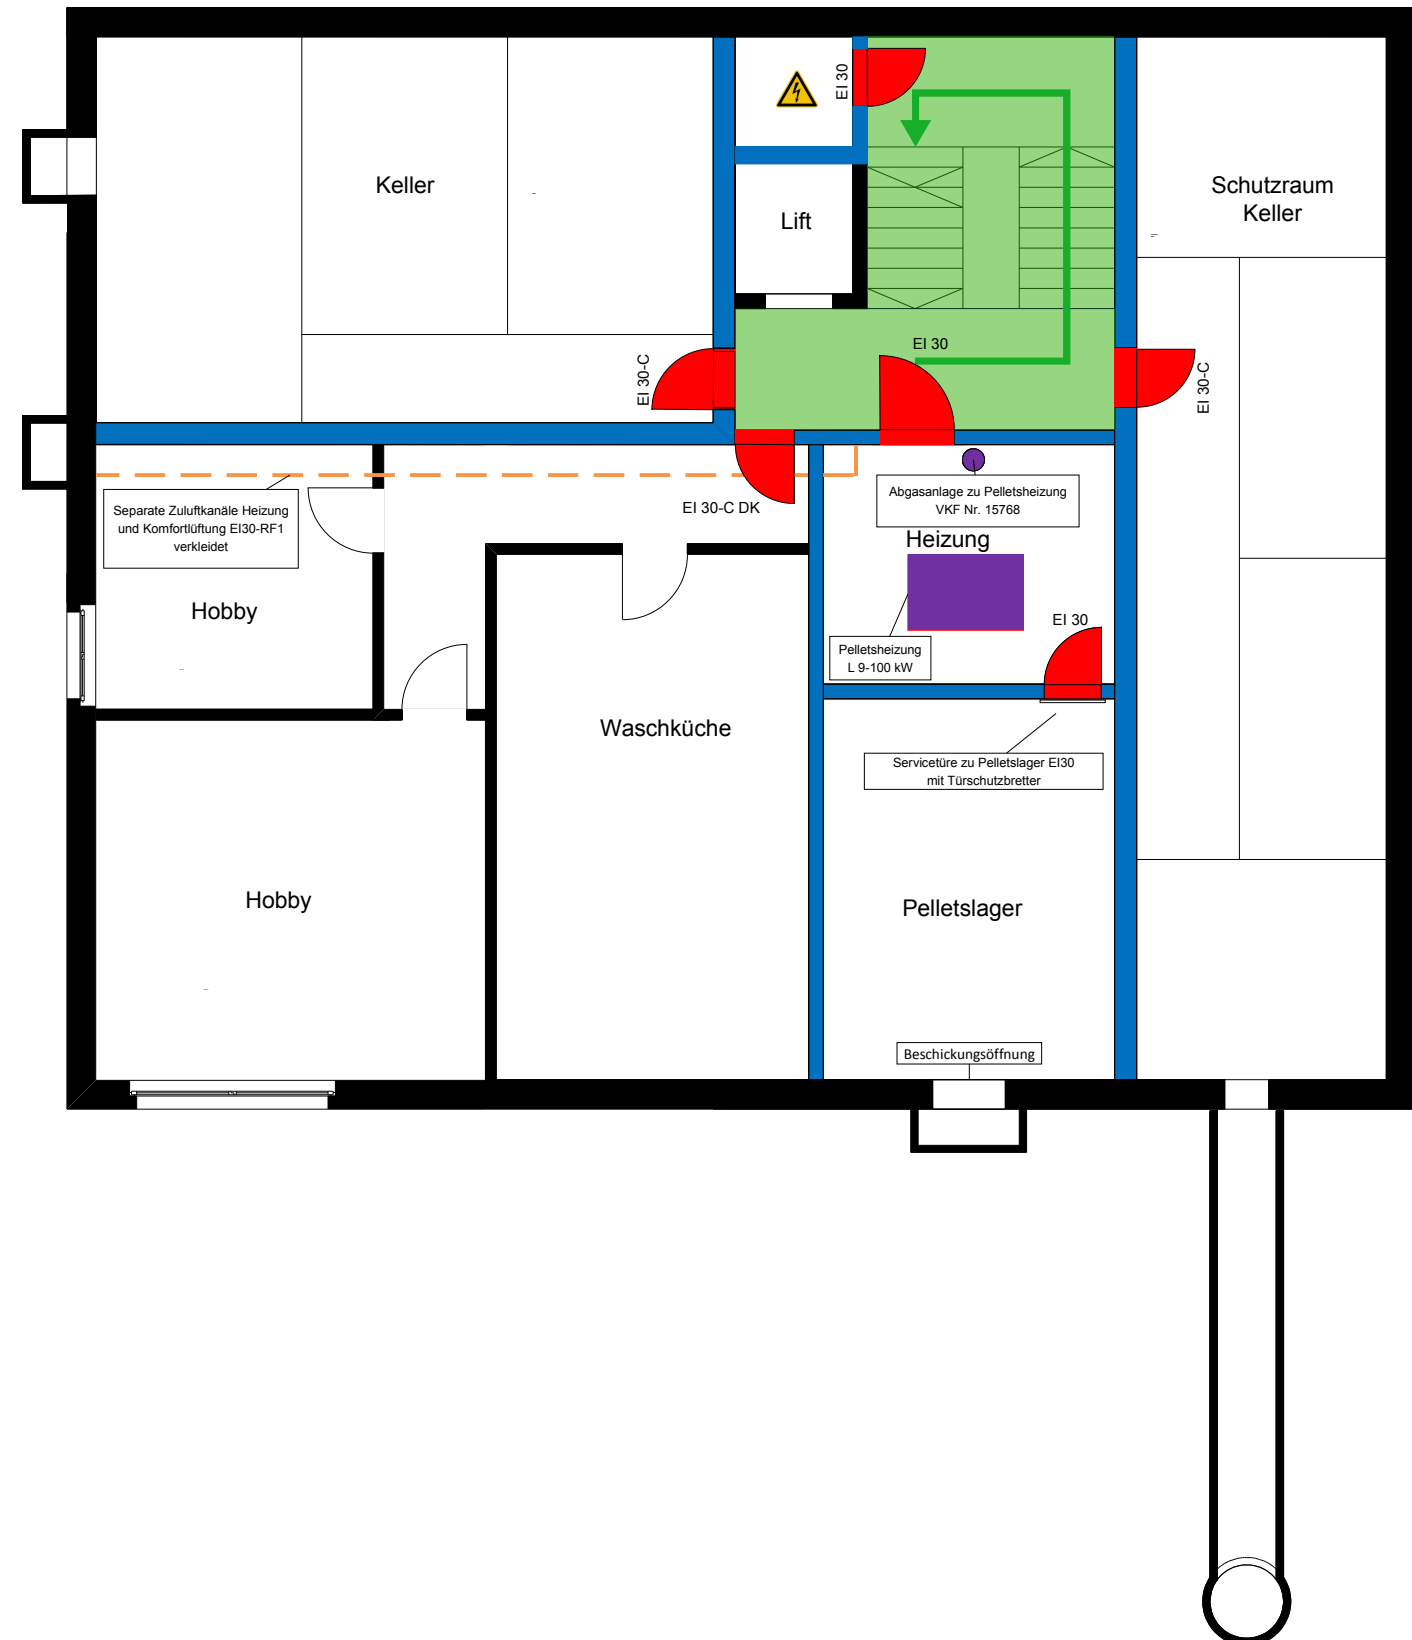 EI 30
Keller
Schutzraum
Keller
Lift
EI 30
EI 30-C
EI 30-C
EI 30-C DK
Separate Zuluftkanäle Heizung
und Komfortlüftung EI30-RF1
verkleidet
Abgasanlage zu Pelletsheizung
VKF Nr. 15768
Heizung
Hobby
EI 30
Pelletsheizung
L 9-100 kW
Waschküche
Servicetüre zu Pelletslager EI30
mit Türschutzbretter
Hobby
Pelletslager
Beschickungsöffnung